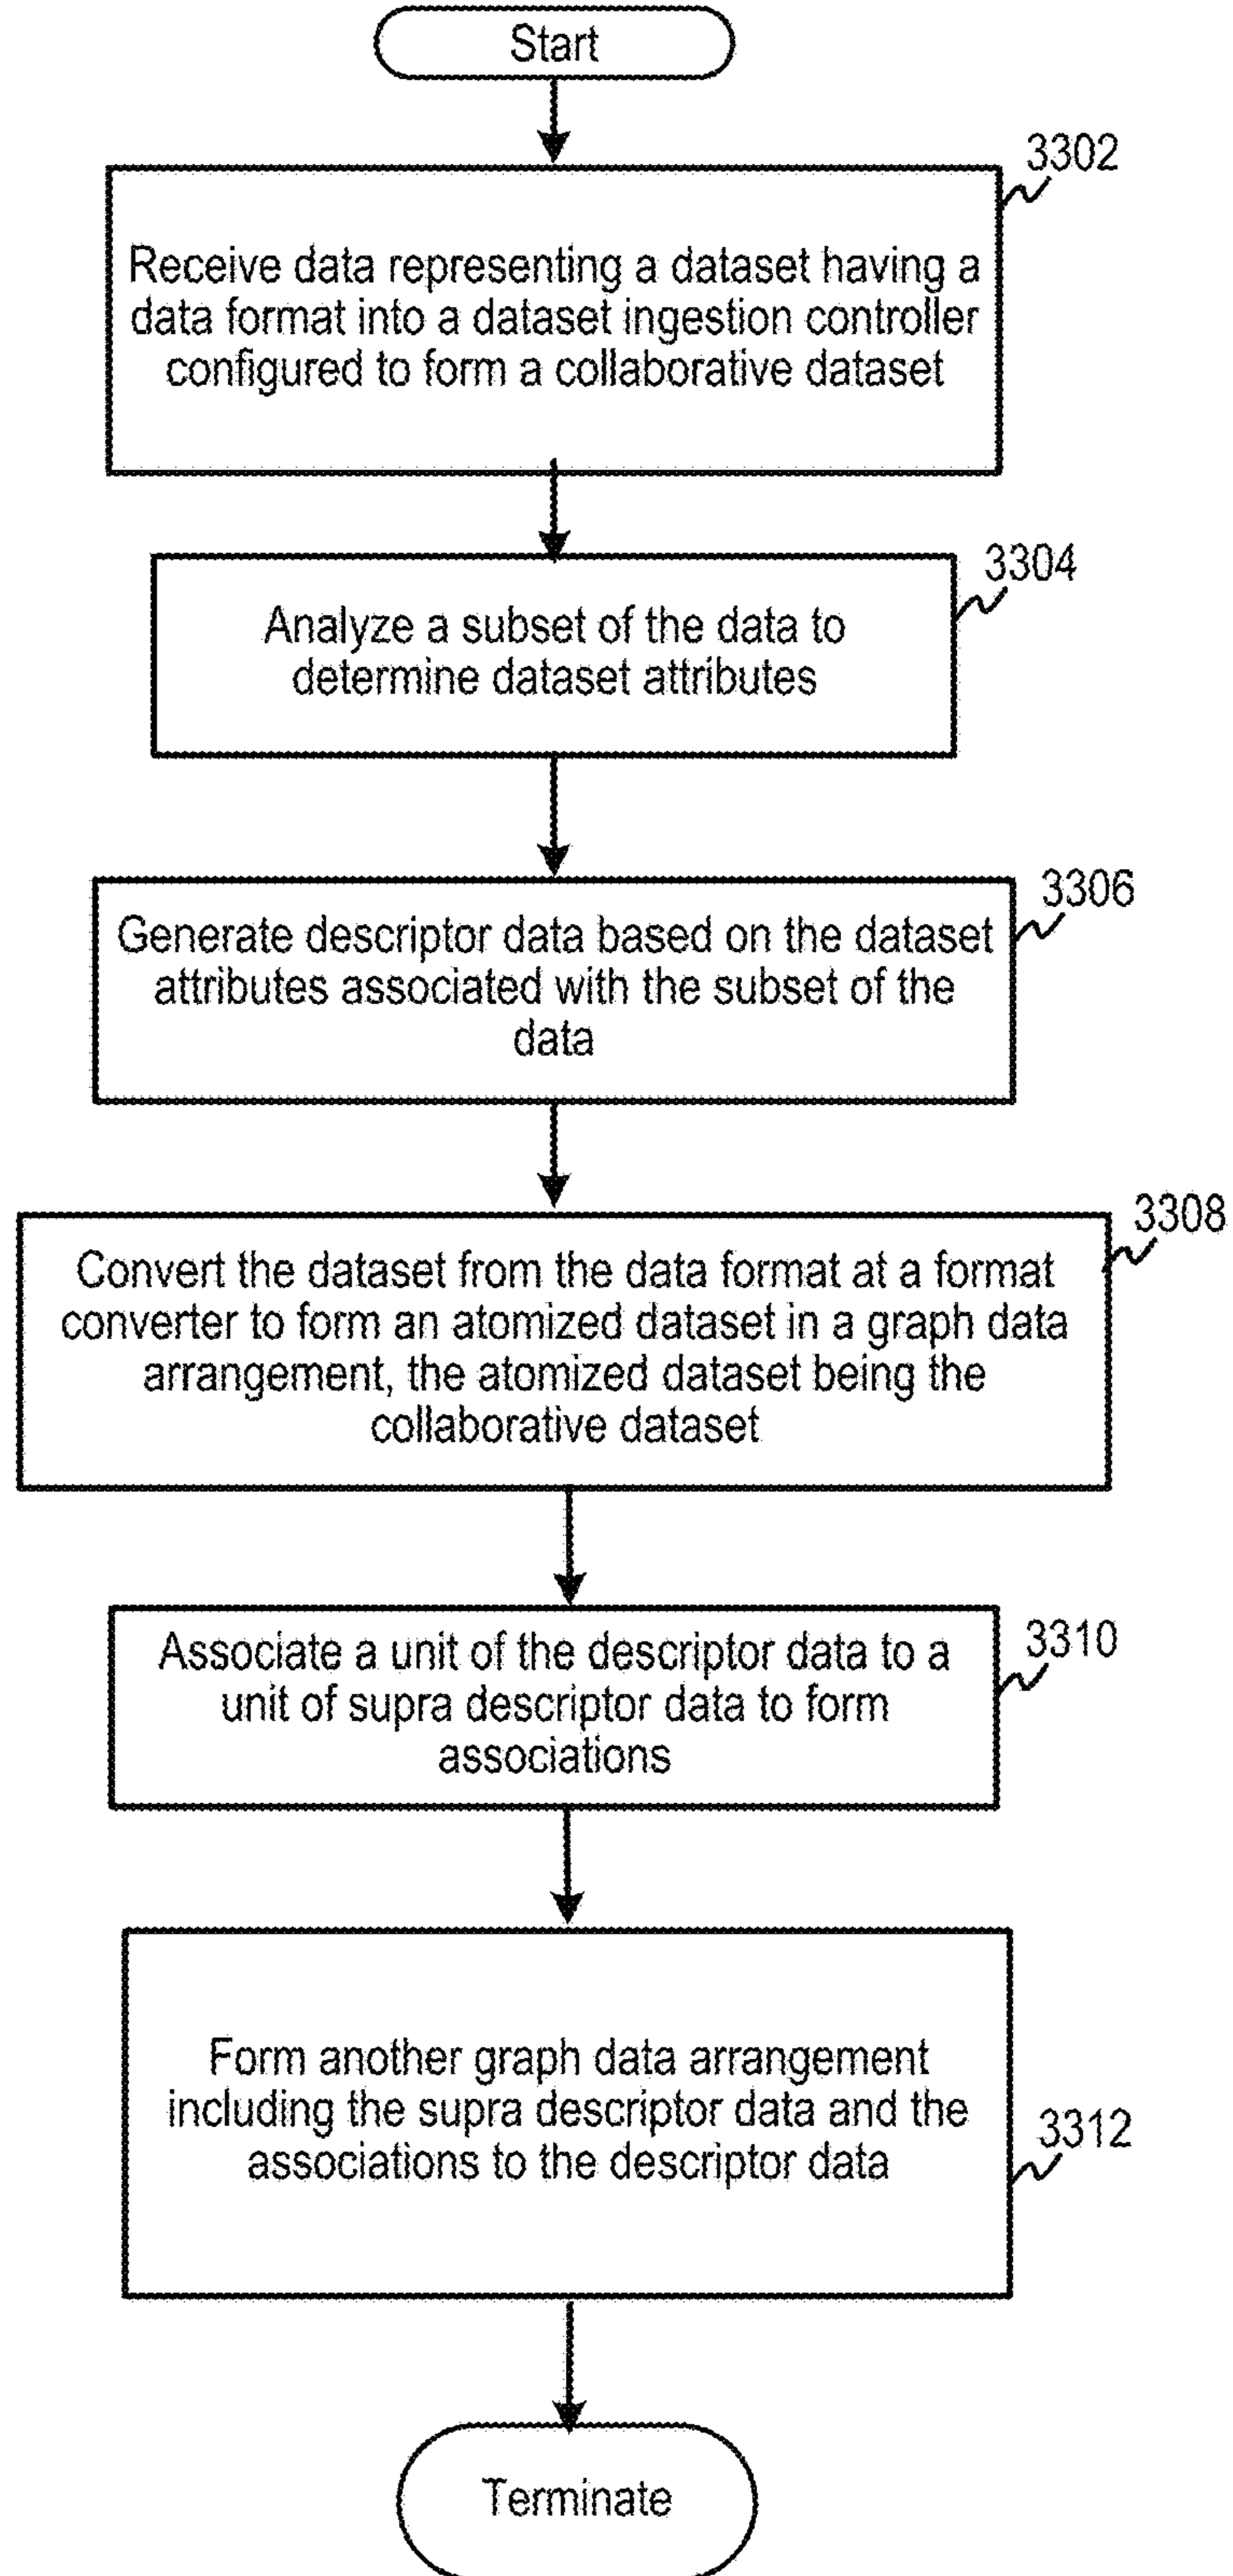 Start
3302
Receive data representing a dataset having a
data format into a dataset ingestion controller
configured to form a collaborative dataset
3304
Analyze a subset of the data to
determine dataset attributes
3306
Generate descriptor data based on the dataset
attributes associated with the subset of the
data
3308
Convert the dataset from the data format at a format
converter to form an atomized dataset in a graph data
arrangement, the atomized dataset being the
collaborative dataset
3310
Associate a unit of the descriptor data to a
unit of supra descriptor data to form
associations
Form another graph data arrangement
including the supra descriptor data and the
associations to the descriptor data
3312
Terminate